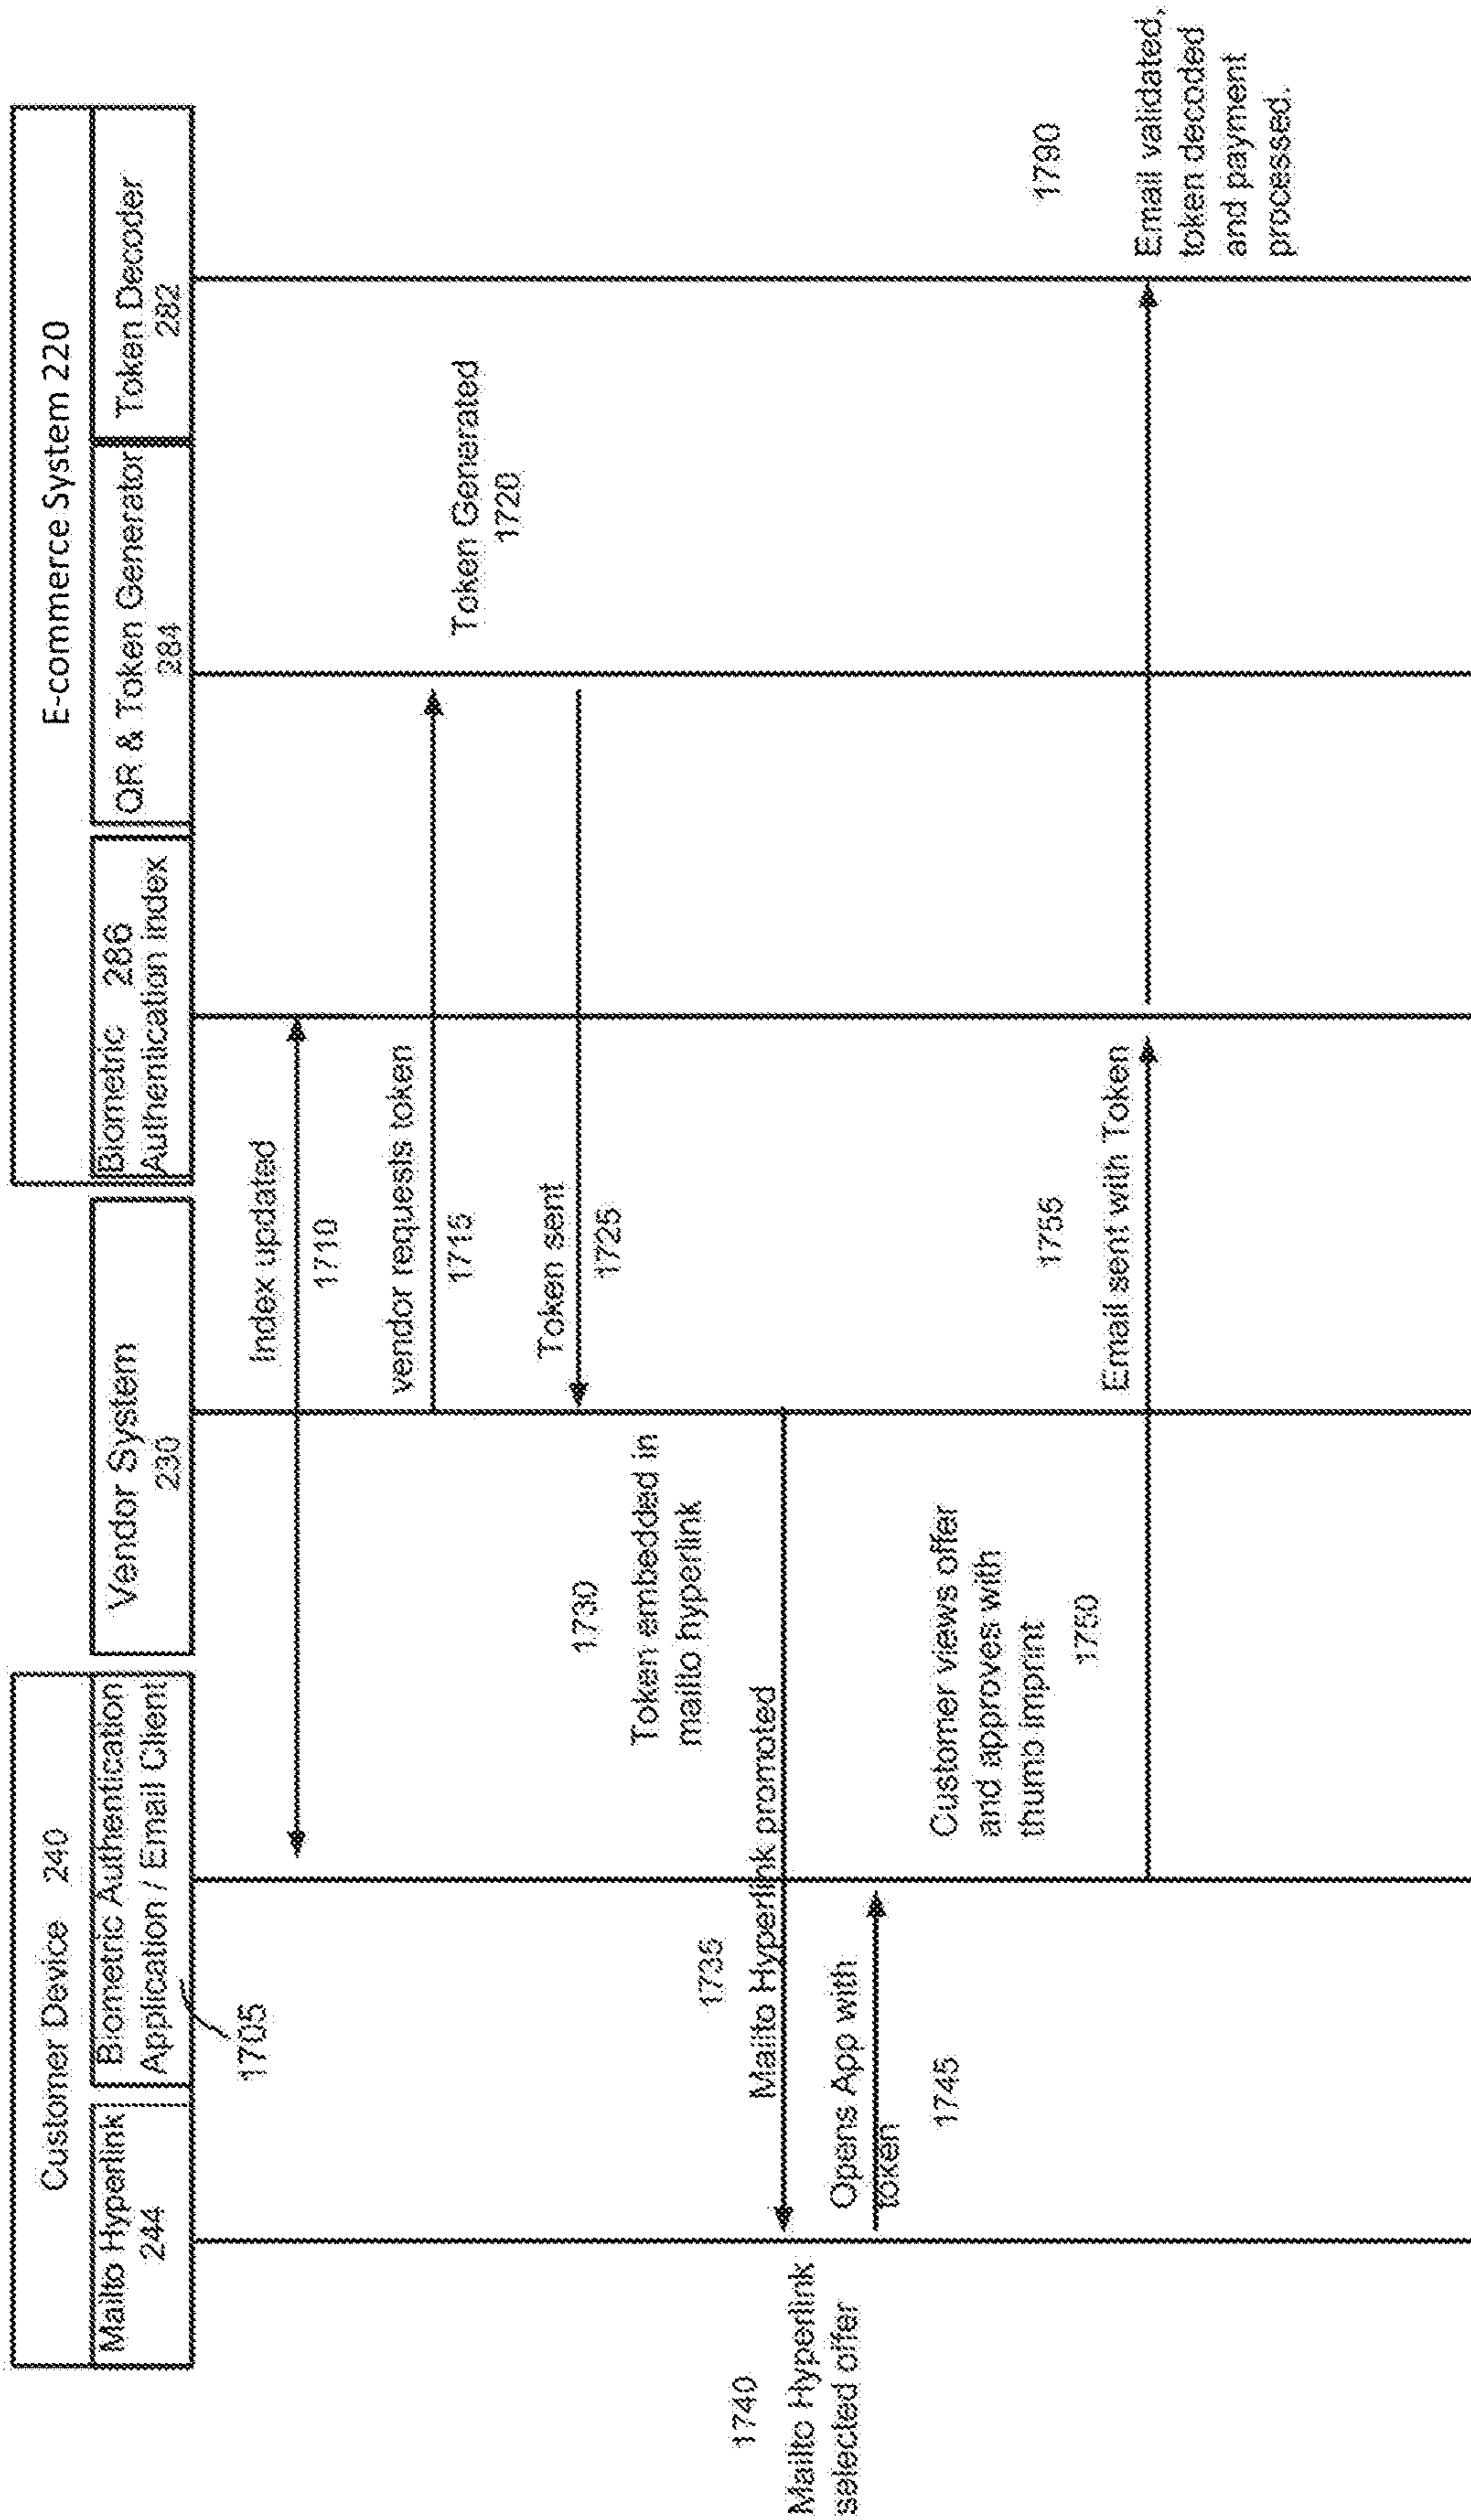 Customer Device 240
Mailto Hyperlink
244
Biometric Authentication
Application / Email Client
1705
Vendor System
230
E-commerce System 220
Biometric 286
Authentication index
QR & Token Generator
284
Token Decoder
282
Index updated
1710
vendor requests token
1715
Token Generated
1720
Token sent
1725
1730
Token embedded in
mailto hyperlink
1735
Mailto Hyperlink promoted
1740
Mailto Hyperlink
selected offer
Opens App with
token
1745
Customer views offer
and approves with
thumb imprint
1750
1755
Email sent with Token
1790
Email validated,
token decoded
and payment
processed.